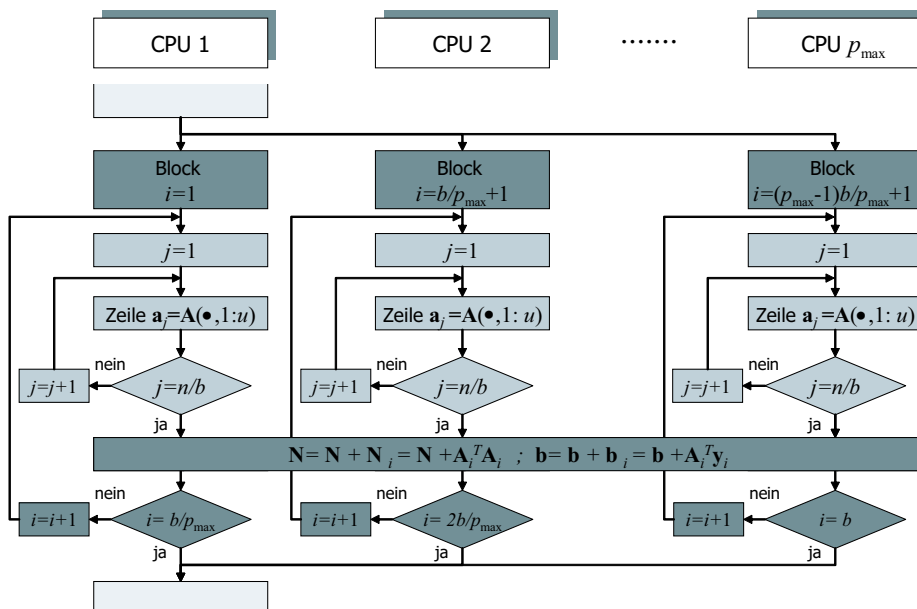 CPU 1 CPU 2 ······· CPU p_max
Block Block Block
i=1 i=b/p_max+1 i=(p_max-1)b/p_max+1
j=1 j=1 j=1
Zeile a_j=A(•,1:u) Zeile a_j=A(•,1: u) Zeile a_j=A(•,1: u)
nein nein nein
j=j+1 j=n/b j=j+1 j=n/b j=j+1 j=n/b
ja ja ja
N= N + N_i = N +A_i^T A_i ; b= b + b_i = b +A_i^T y_i
nein nein nein
i=i+1 i= b/p_max i=i+1 i= 2b/p_max i=i+1 i= b
ja ja ja